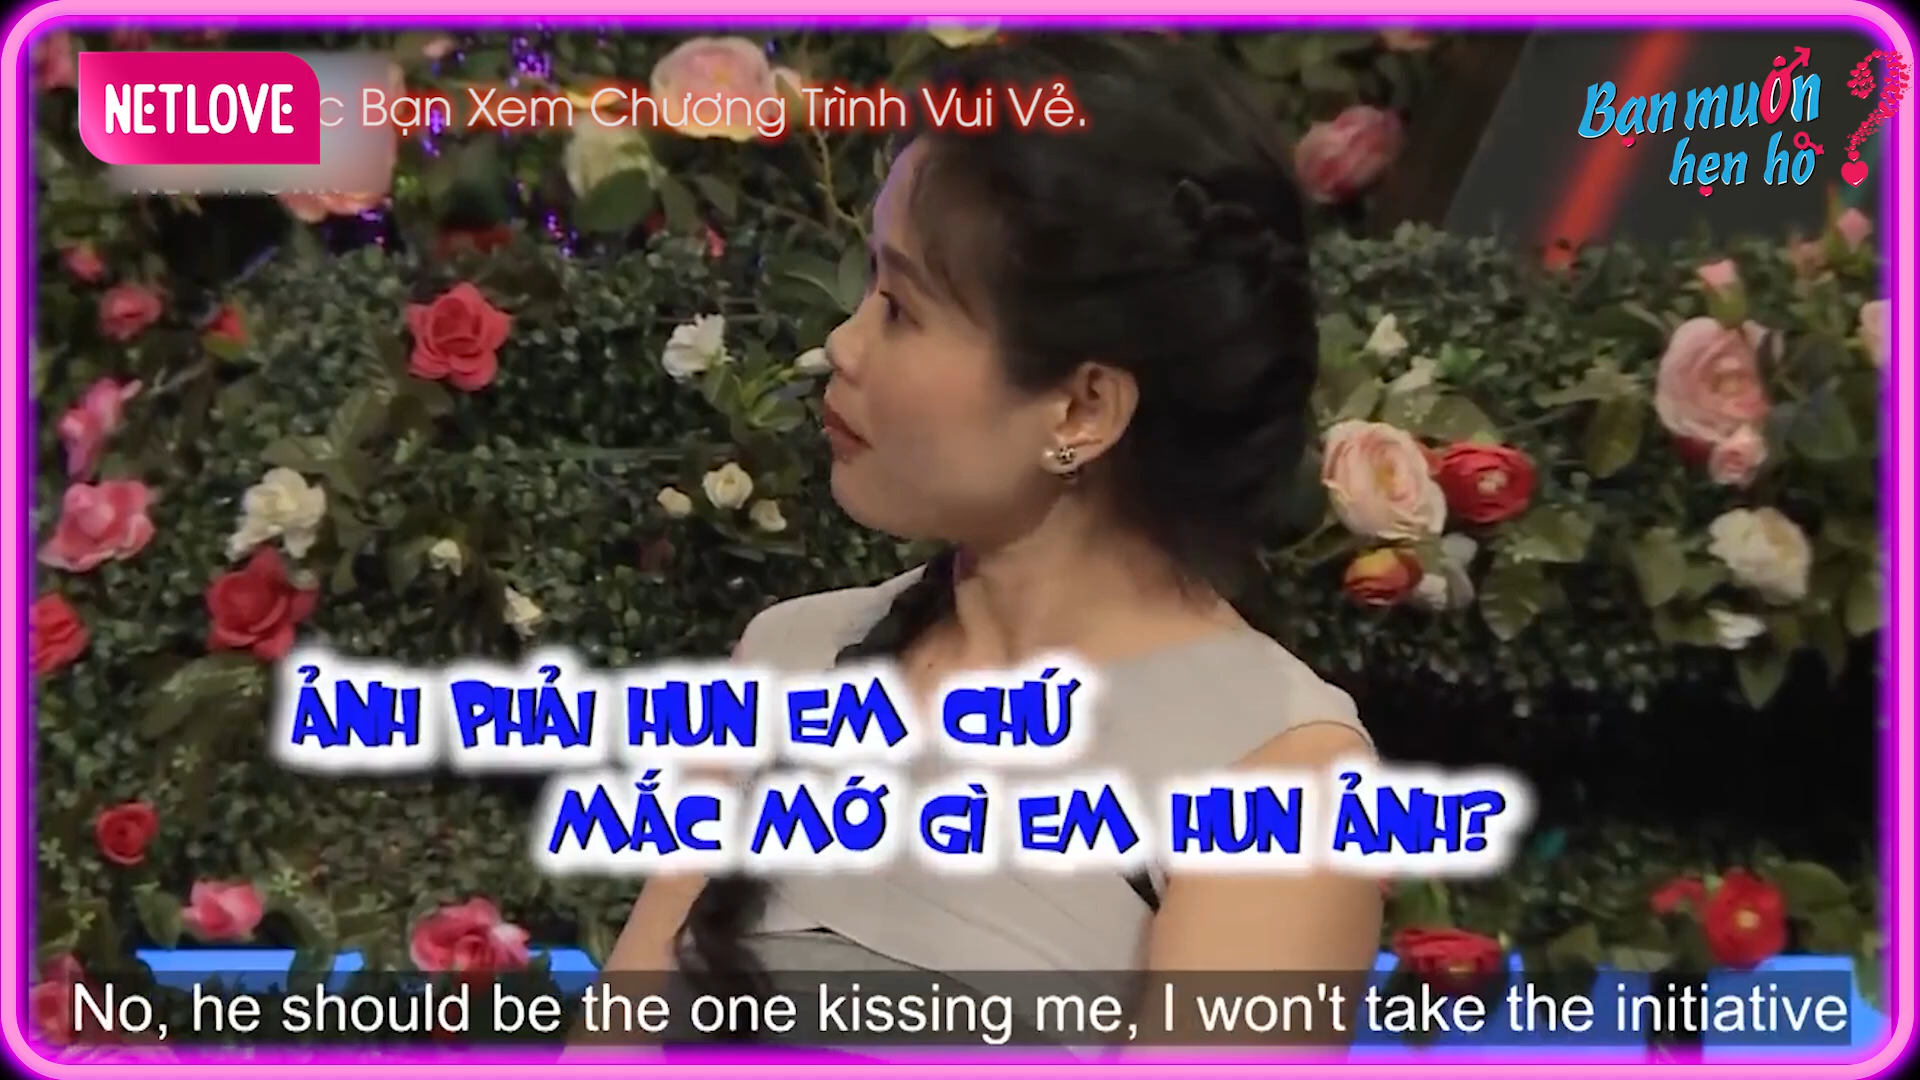 NETLOVE
c Bạn Xem Chương Trình Vui Vẻ.
Bạn muốn
hẹn hò
ẢNH PHẢI HUN EM CHỨ
MẮC MỚ GÌ EM HUN ẢNH?
No, he should be the one kissing me, I won't take the initiative